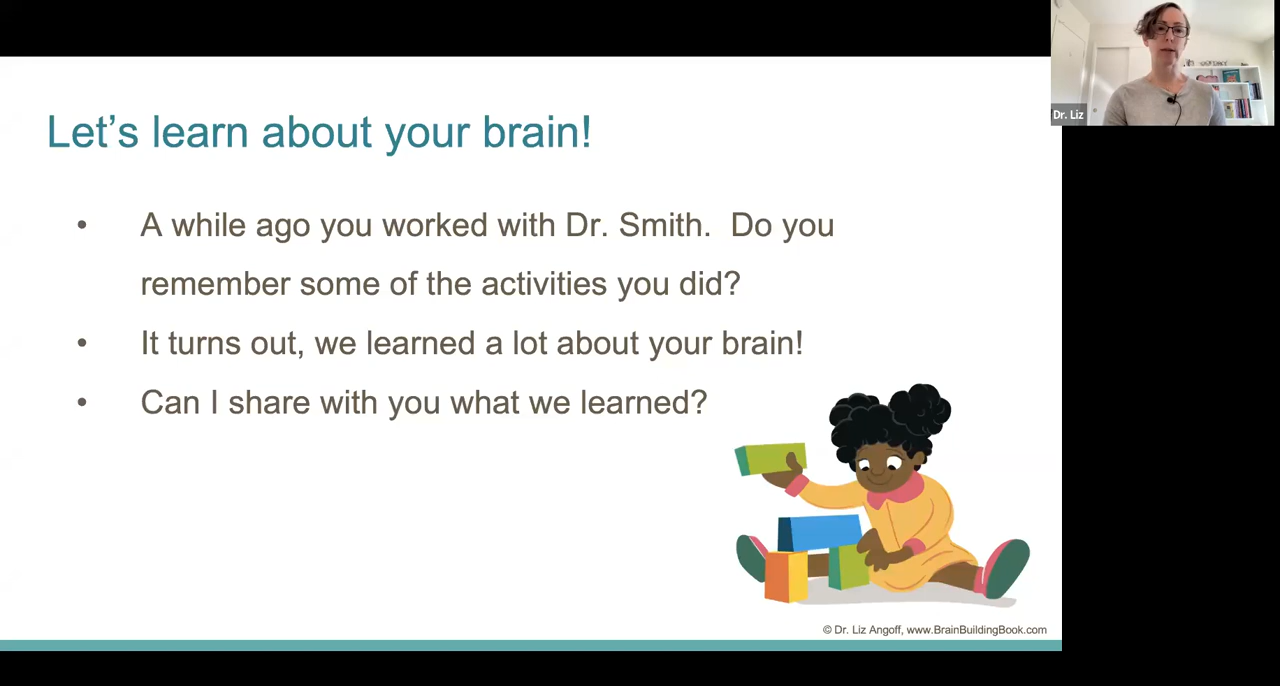 Let’s learn about your brain!
• A while ago you worked with Dr. Smith.  Do you
remember some of the activities you did?
• It turns out, we learned a lot about your brain!
• Can I share with you what we learned?
© Dr. Liz Angoff, www.BrainBuildingBook.com
Dr. Liz